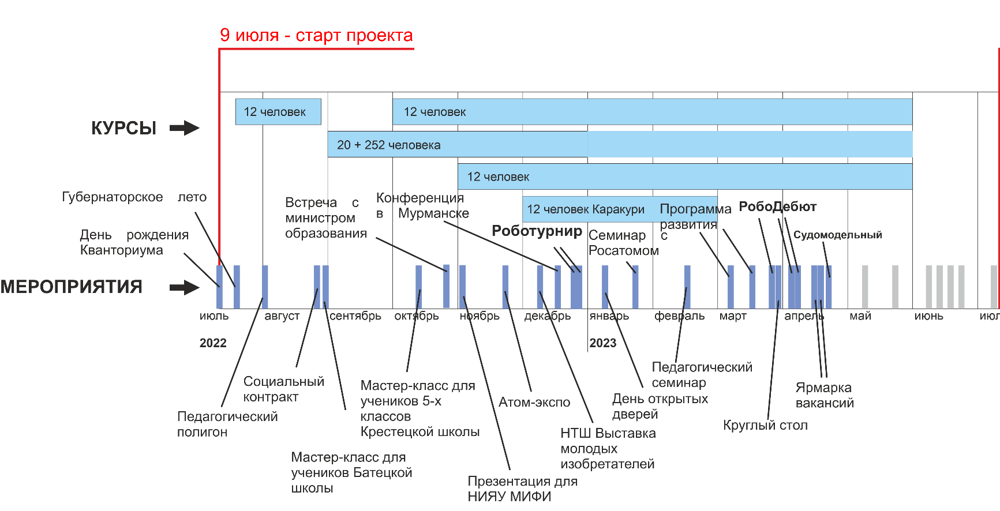 9 июля - старт проекта
КУРСЫ
12 человек
12 человек
20 + 252 человека
12 человек
12 человек Каракури
Губернаторское лето
День рождения
Кванториума
Встреча с
министром
образования
Конференция
в Мурманске
Роботурнир
Семинар с
Росатомом
Программа
развития
РобоДебют
Судомодельный
МЕРОПРИЯТИЯ
июль
август
сентябрь
октябрь
ноябрь
декабрь
январь
февраль
март
апрель
май
июнь
июл
2022
2023
Педагогический
полигон
Социальный
контракт
Мастер-класс для
учеников Батецкой
школы
Мастер-класс для
учеников 5-х
классов
Крестецкой школы
Презентация для
НИЯУ МИФИ
Атом-экспо
НТШ Выставка
молодых
изобретателей
День открытых
дверей
Педагогический
семинар
Круглый стол
Ярмарка
вакансий